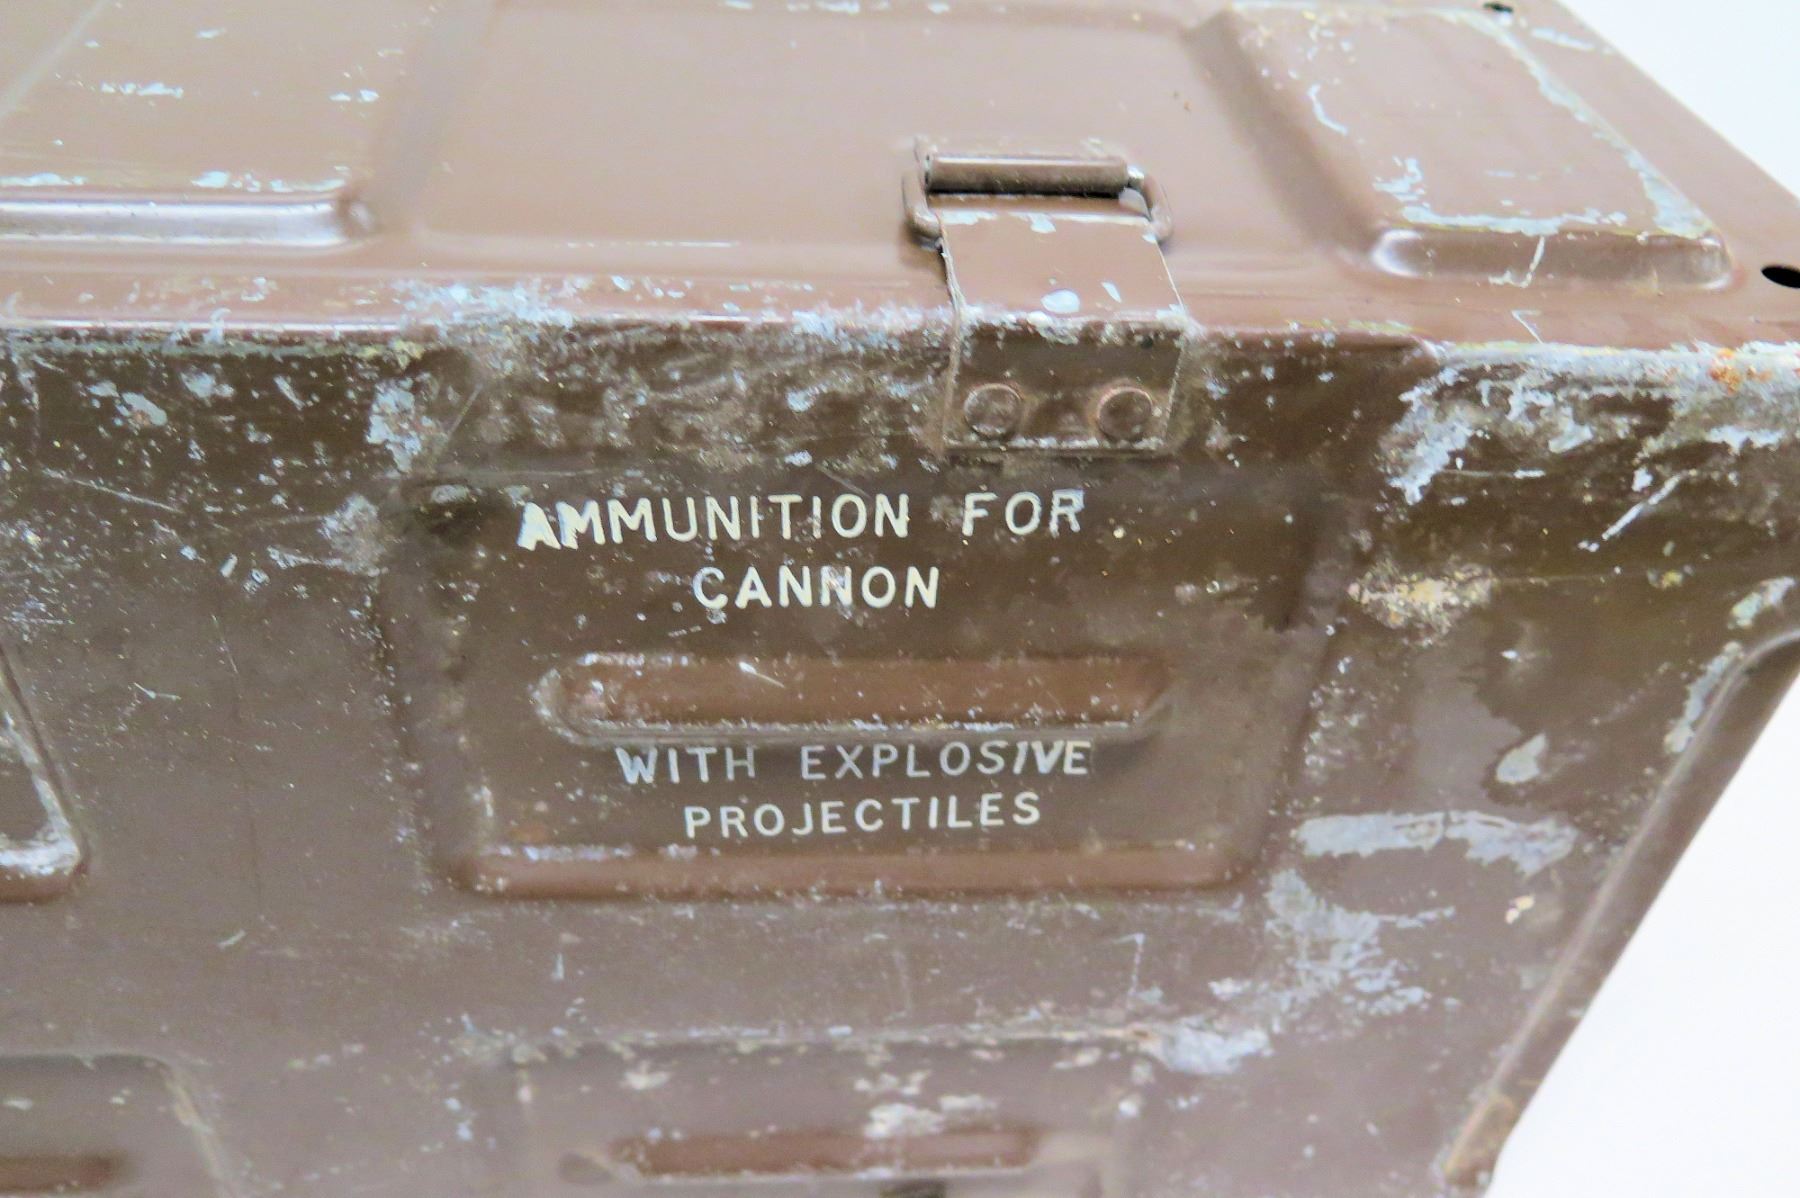 AMMUNITION FOR
CANNON
WITH EXPLOSIVE
PROJECTILES